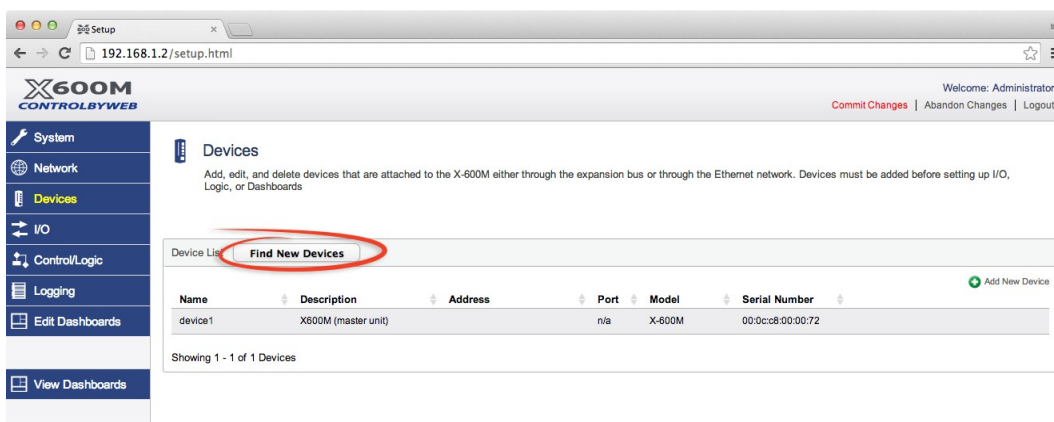 Setup
192.168.1.2/setup.html
X600M
CONTROLBYWEB
Welcome: Administrator
Commit Changes | Abandon Changes | Logout
System
Network
Devices
I/O
Control/Logic
Logging
Edit Dashboards
View Dashboards
Devices
Add, edit, and delete devices that are attached to the X-600M either through the expansion bus or through the Ethernet network. Devices must be added before setting up I/O,
Logic, or Dashboards
Device List Find New Devices
Add New Device
Name Description Address Port Model Serial Number
device1 X600M (master unit) n/a X-600M 00:0c:c8:00:00:72
Showing 1 - 1 of 1 Devices